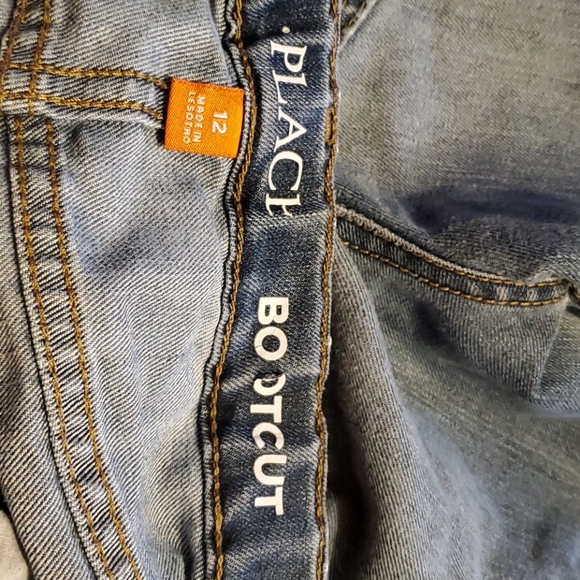 12
MADE IN
LESOTHO
PLACE
BOOTCUT